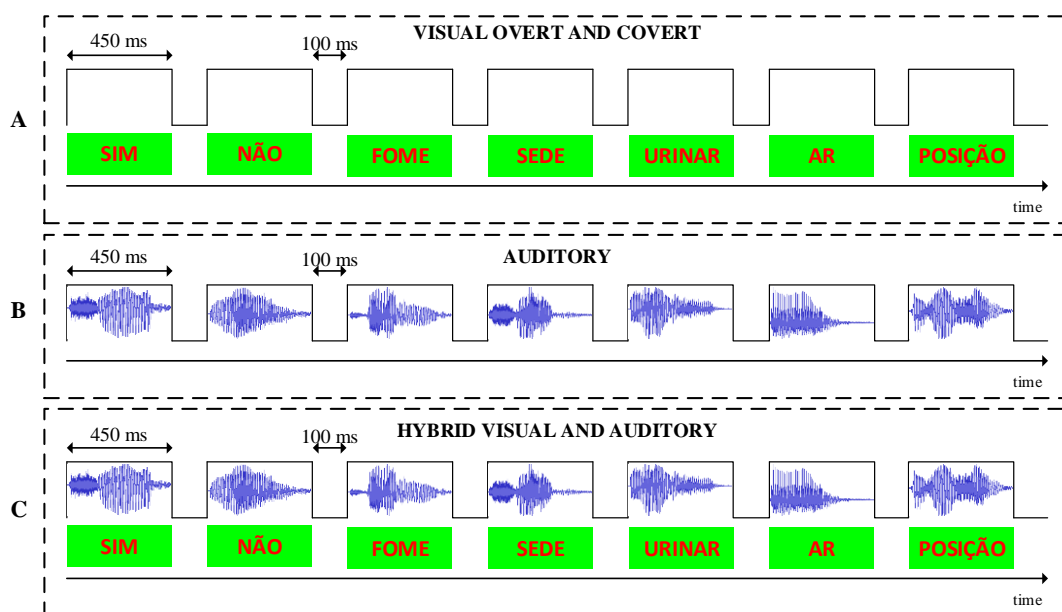 VISUAL OVERT AND COVERT
450 ms 100 ms
A
SIM NÃO FOME SEDE URINAR AR POSIÇÃO
time
AUDITORY
450 ms 100 ms
B
time
HYBRID VISUAL AND AUDITORY
450 ms 100 ms
C
SIM NÃO FOME SEDE URINAR AR POSIÇÃO
time